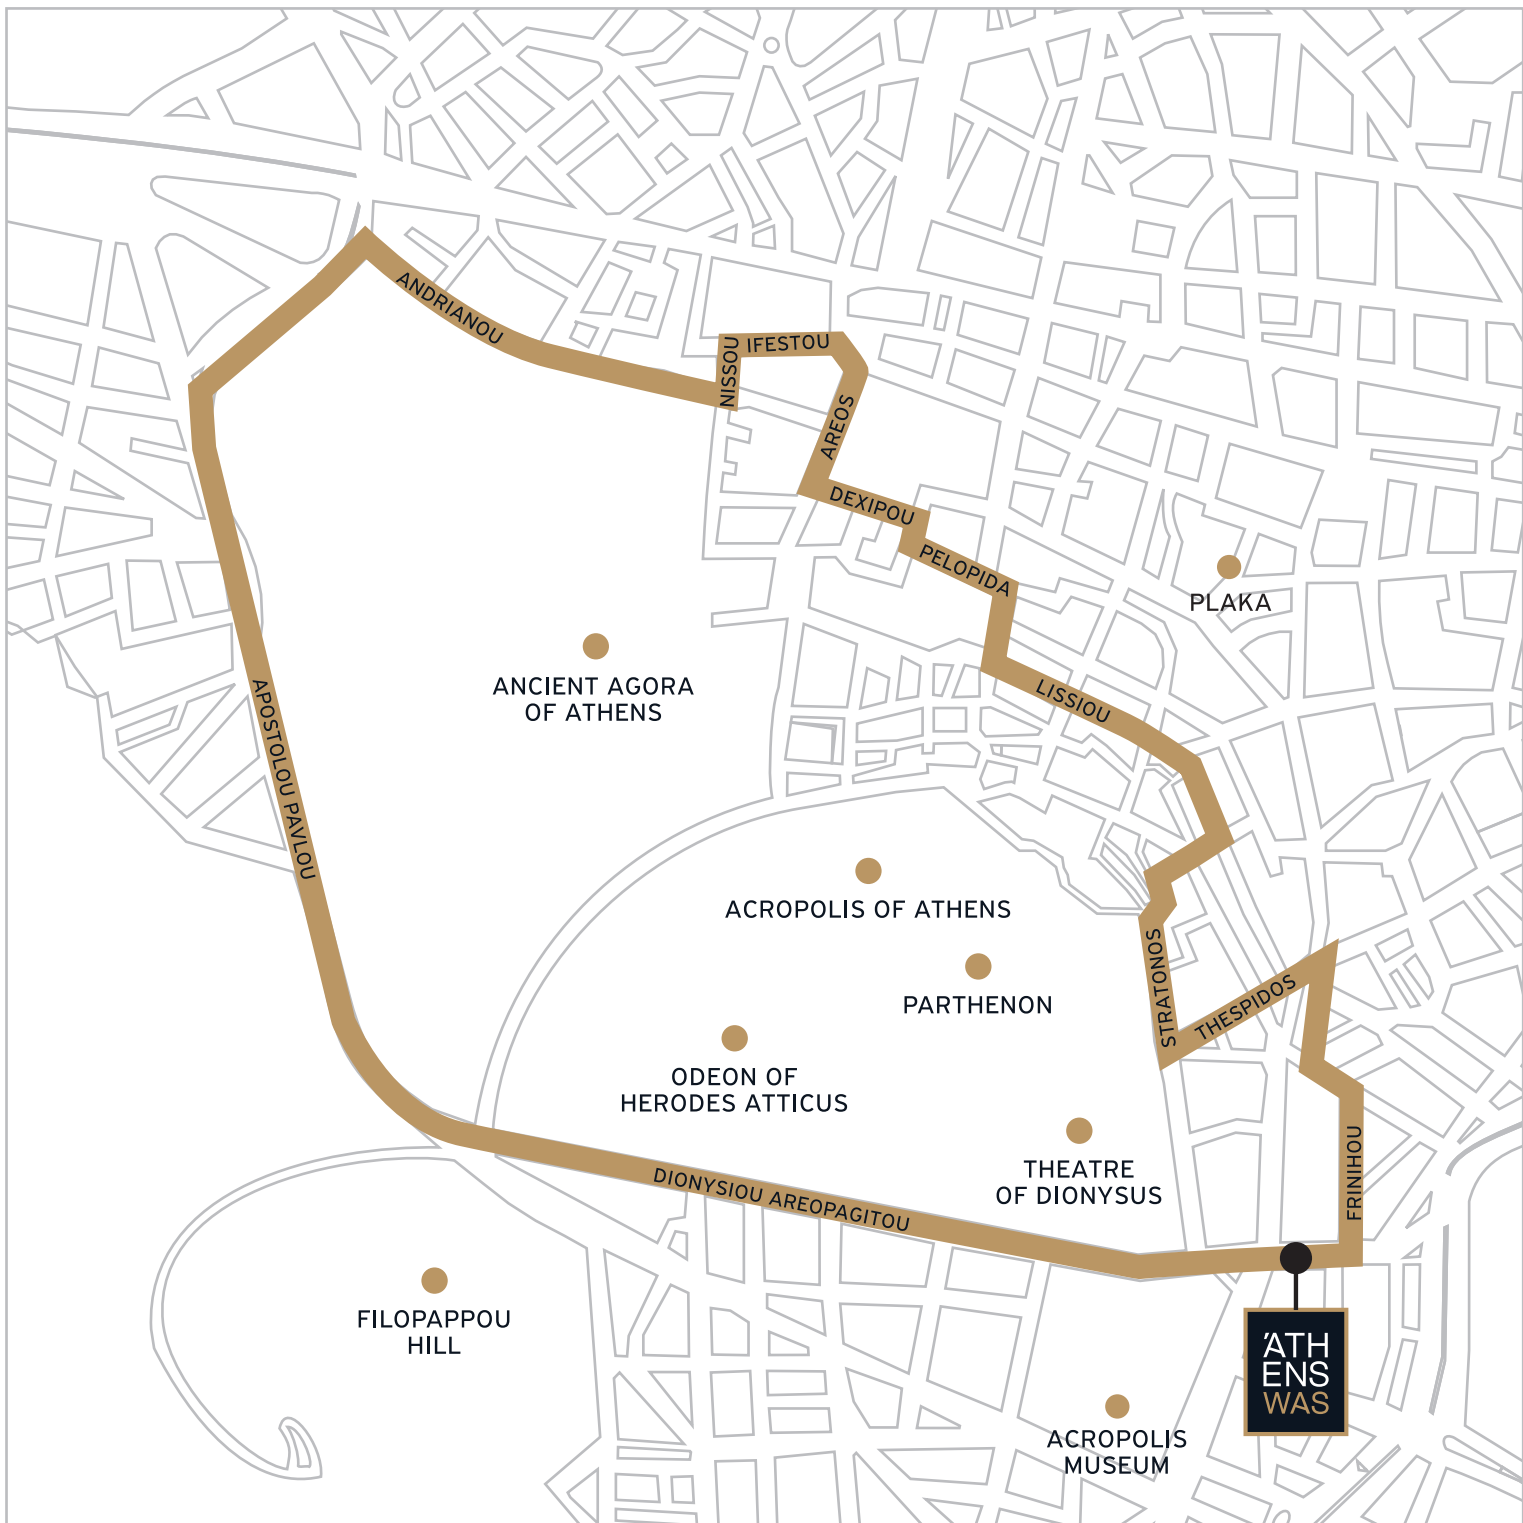 ANDRIANOU
NISSOU
IFESTOU
AREOS
DEXIPOU
PELOPIDA
PLAKA
ANCIENT AGORA
OF ATHENS
LISSIOU
APOSTOLOU PAVLOU
ACROPOLIS OF ATHENS
PARTHENON
STRATONOS
THESPIDOS
ODEON OF
HERODES ATTICUS
THEATRE
OF DIONYSUS
FRINIHOU
DIONYSIOU AREOPAGITOU
FILOPAPPOU
HILL
ACROPOLIS
MUSEUM
'ATH
ENS
WAS